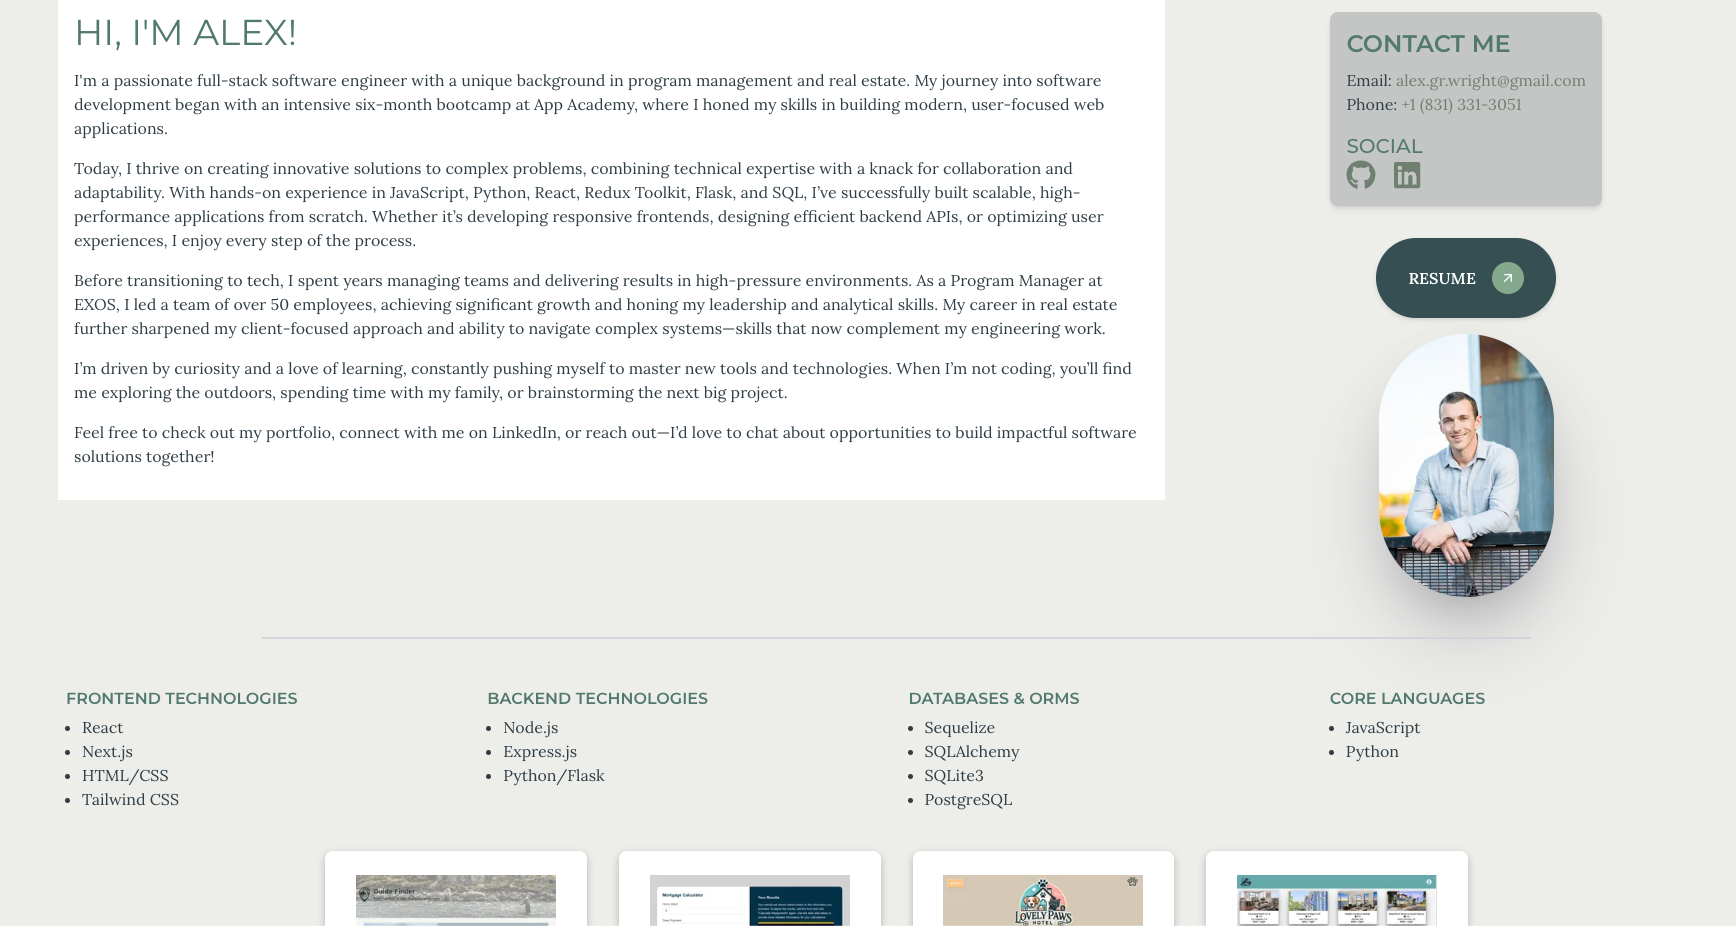 HI, I'M ALEX!
I'm a passionate full-stack software engineer with a unique background in program management and real estate. My journey into software
development began with an intensive six-month bootcamp at App Academy, where I honed my skills in building modern, user-focused web
applications.
Today, I thrive on creating innovative solutions to complex problems, combining technical expertise with a knack for collaboration and
adaptability. With hands-on experience in JavaScript, Python, React, Redux Toolkit, Flask, and SQL, I’ve successfully built scalable, high-
performance applications from scratch. Whether it’s developing responsive frontends, designing efficient backend APIs, or optimizing user
experiences, I enjoy every step of the process.
Before transitioning to tech, I spent years managing teams and delivering results in high-pressure environments. As a Program Manager at
EXOS, I led a team of over 50 employees, achieving significant growth and honing my leadership and analytical skills. My career in real estate
further sharpened my client-focused approach and ability to navigate complex systems—skills that now complement my engineering work.
I’m driven by curiosity and a love of learning, constantly pushing myself to master new tools and technologies. When I’m not coding, you’ll find
me exploring the outdoors, spending time with my family, or brainstorming the next big project.
Feel free to check out my portfolio, connect with me on LinkedIn, or reach out—I’d love to chat about opportunities to build impactful software
solutions together!
CONTACT ME
Email: alex.gr.wright@gmail.com
Phone: +1 (831) 331-3051
SOCIAL
in
RESUME
FRONTEND TECHNOLOGIES
React
Next.js
HTML/CSS
Tailwind CSS
BACKEND TECHNOLOGIES
Node.js
Express.js
Python/Flask
DATABASES & ORMS
Sequelize
SQLAlchemy
SQLite3
PostgreSQL
CORE LANGUAGES
JavaScript
Python
Guide Finder
Mortgage Calculator
Your Results
LOVELY PAWS
HOTEL